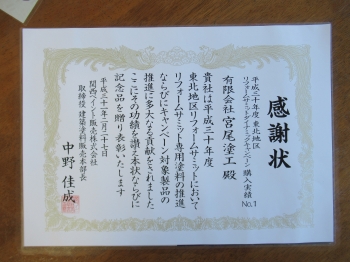 感謝状
平成三十年度 東北地区
リフォームサミットダイナミックキャンペーン 購入実績 No.1
有限会社宮尾塗工 殿
貴社は平成三十年度
東北地区リフォームサミットにおいて
リフォームサミット専用塗料の推進
ならびにキャンペーン対象製品の
推進に多大なる貢献をされました
ここにその功績を讃え本状ならびに
記念品を贈り表彰いたします
平成三十一年二月二十七日
関西ペイント販売株式会社
取締役 建築塗料販売本部長
中野佳成